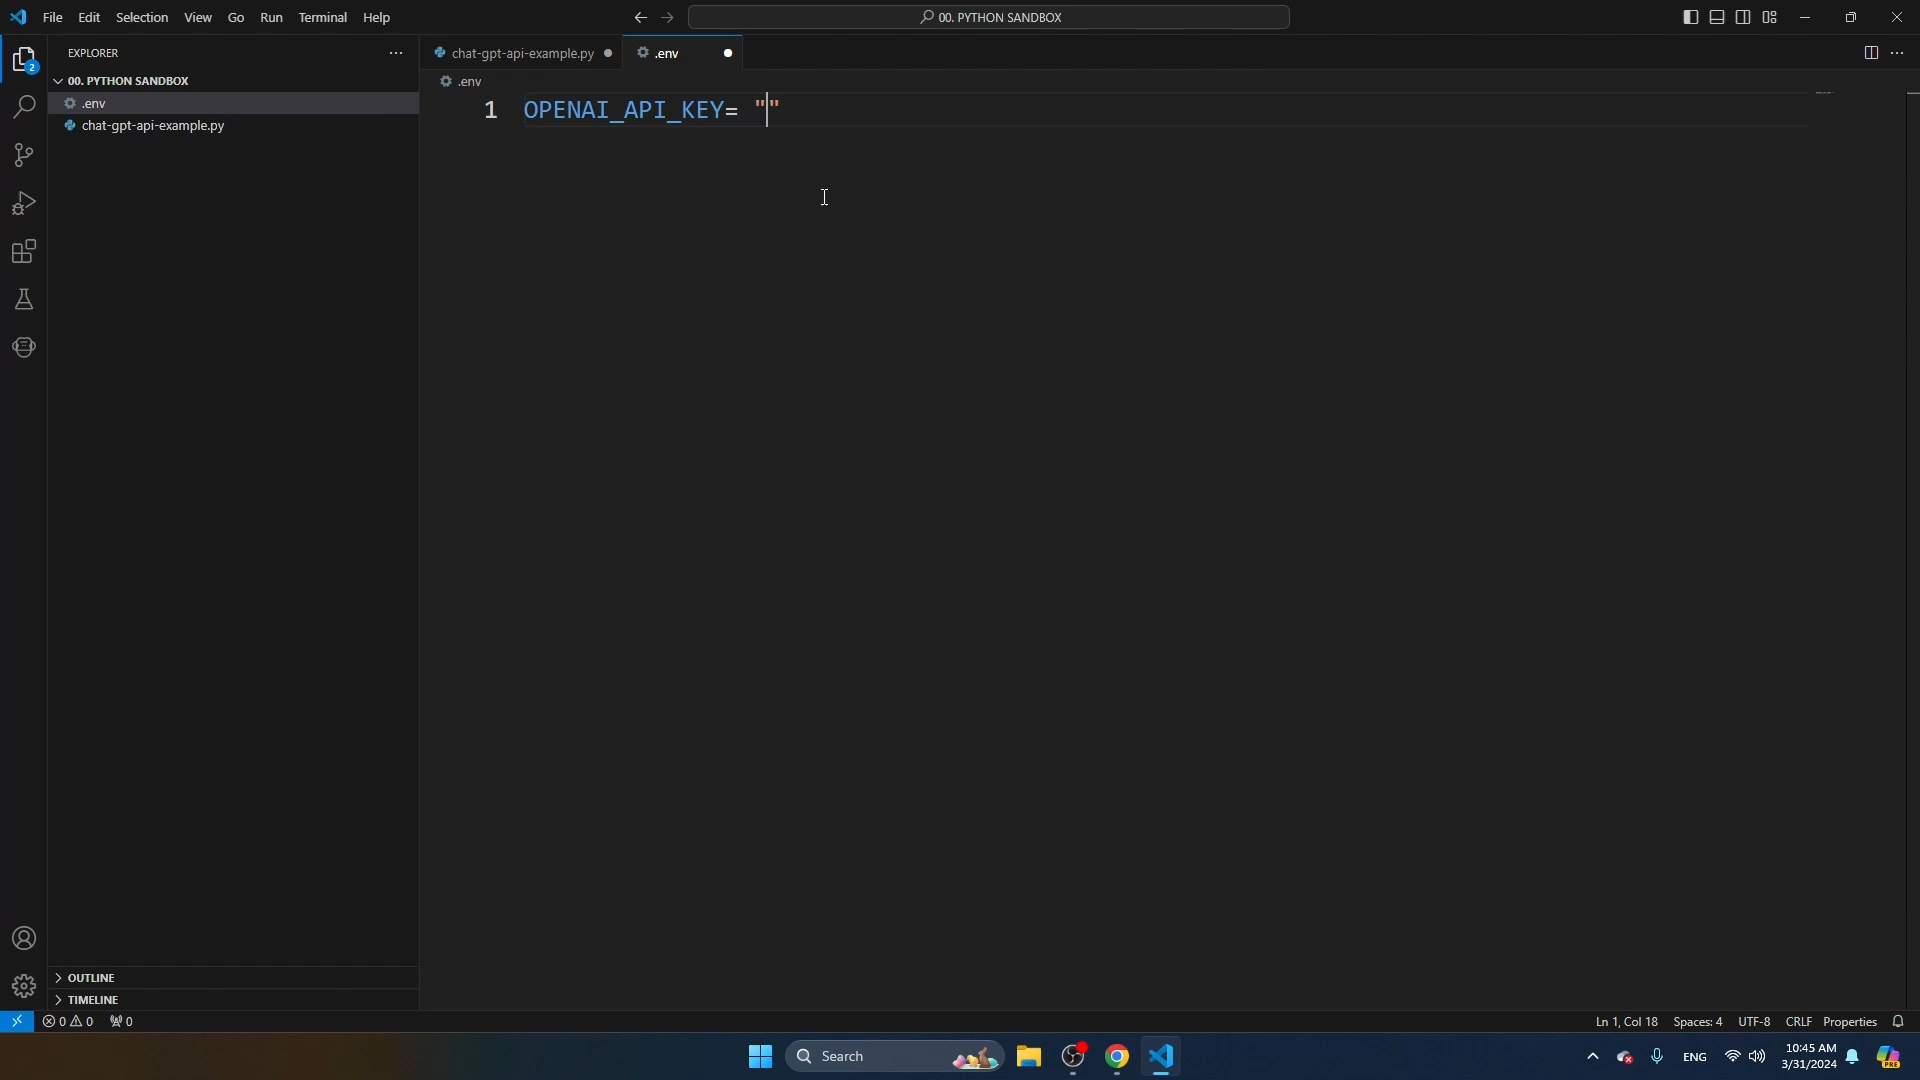 File Edit Selection View Go Run Terminal Help
00. PYTHON SANDBOX
EXPLORER
chat-gpt-api-example.py
.env
2
00. PYTHON SANDBOX
.env
.env
chat-gpt-api-example.py
1 OPENAI_API_KEY= ""
OUTLINE
TIMELINE
0 0 0
Ln 1, Col 18 Spaces: 4 UTF-8 CRLF Properties
Search
ENG
10:45 AM
3/31/2024
PRE